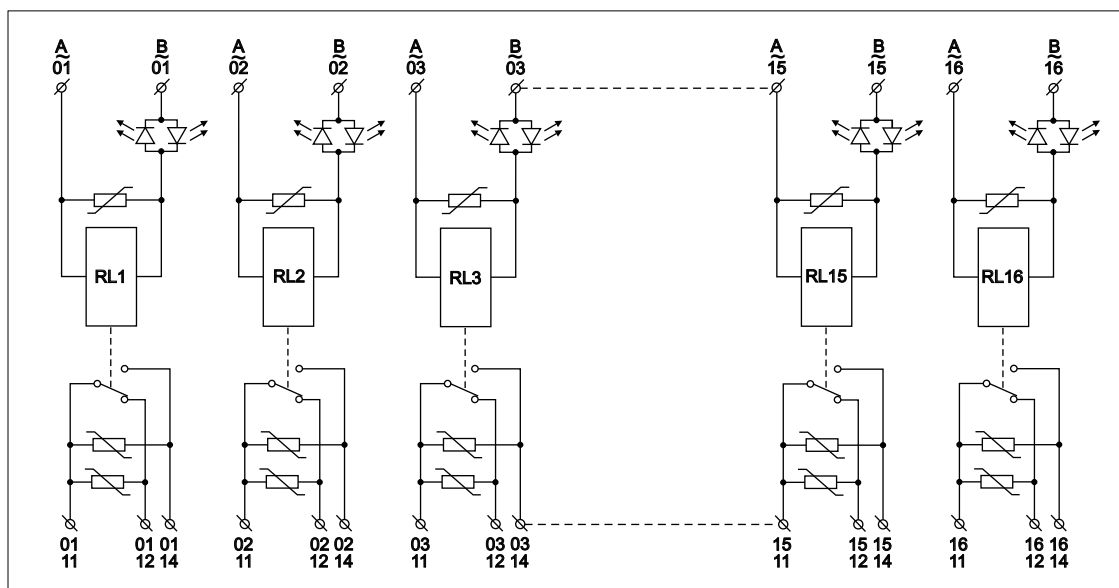 A B A B A B A B A B
~ ~ ~ ~ ~ ~ ~ ~ ~ ~
01 01 02 02 03 03 15 15 16 16
RL1 RL2 RL3 RL15 RL16
01 01 01 02 02 02 03 03 03 15 15 15 16 16 16
11 12 14 11 12 14 11 12 14 11 12 14 11 12 14